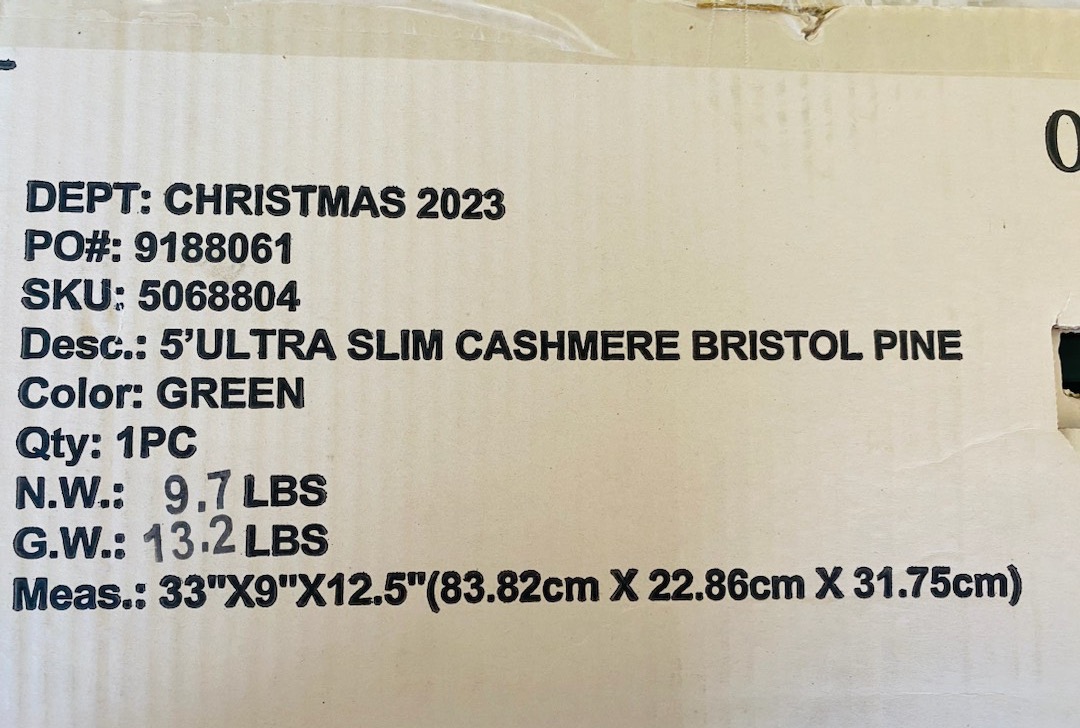 DEPT: CHRISTMAS 2023
PO#: 9188061
SKU: 5068804
Desc.: 5’ULTRA SLIM CASHMERE BRISTOL PINE
Color: GREEN
Qty: 1PC
N.W.: 9.7 LBS
G.W.: 13.2 LBS
Meas.: 33"X9"X12.5"(83.82cm X 22.86cm X 31.75cm)